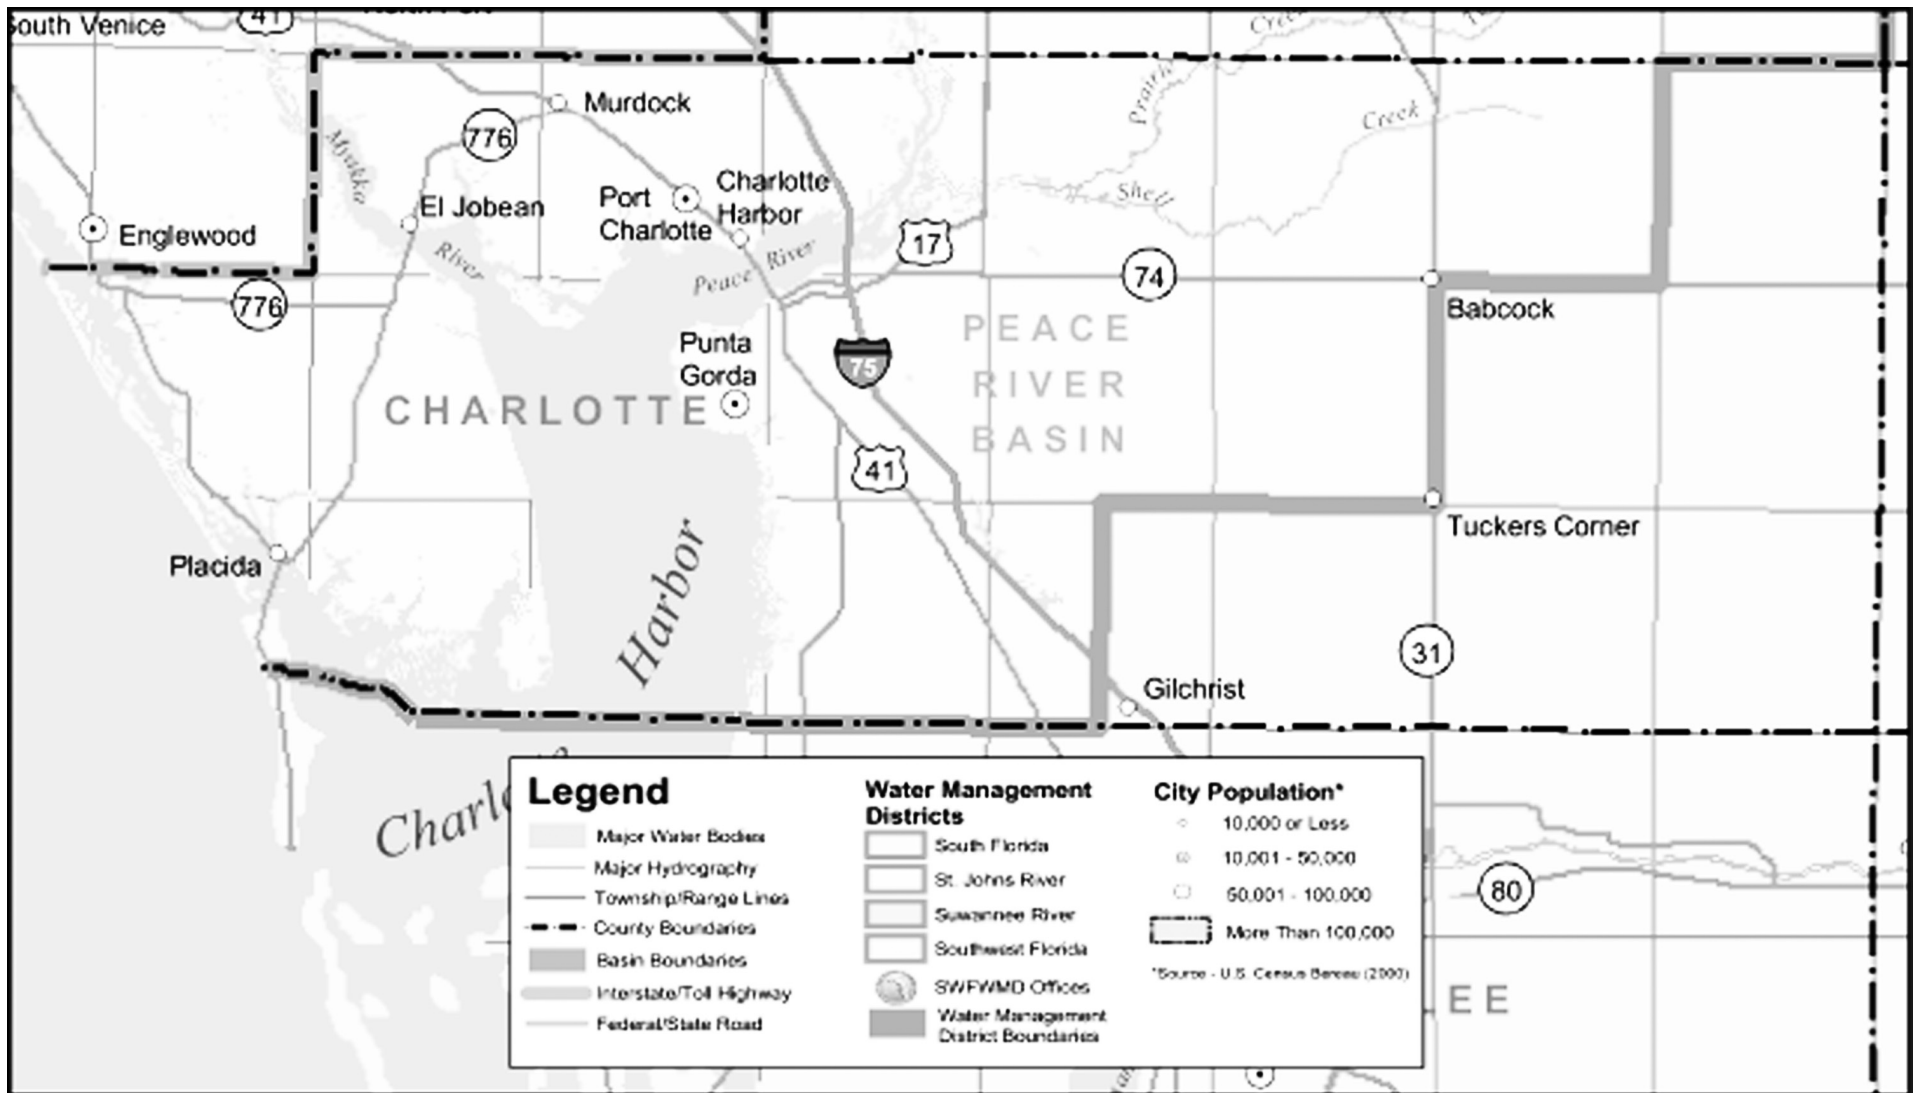 South Venice
41
Creek
Prairie
Murdock
776
Creek
Myakka
Port
Charlotte
Charlotte
Harbor
El Jobean
Shell
Englewood
River
Peace River
17
74
776
Babcock
PEACE
RIVER
BASIN
Punta
Gorda
75
CHARLOTTE
41
Tuckers Corner
Placida
Harbor
31
Gilchrist
Legend
Major Water Bodies
Major Hydrography
Township/Range Lines
County Boundaries
Basin Boundaries
Interstate/Toll Highway
Federal/State Road
Water Management
Districts
South Florida
St. Johns River
Suwannee River
Southwest Florida
SWFWMD Offices
Water Management
District Boundaries
City Population*
10,000 or Less
10,001 - 50,000
50,001 - 100,000
More Than 100,000
*Source - U.S. Census Bureau (2000)
80
EE